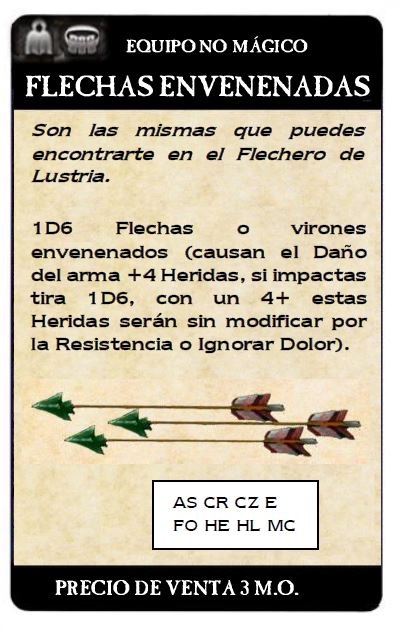 EQUIPO NO MÁGICO
FLECHAS ENVENENADAS
Son las mismas que puedes
encontrarte en el Flechero de
Lustria.
1D6 Flechas o virones
envenenados (causan el Daño
del arma +4 Heridas, si impactas
tira 1D6, con un 4+ estas
Heridas serán sin modificar por
la Resistencia o Ignorar Dolor).
AS CR CZ E
FO HE HL MC
PRECIO DE VENTA 3 M.O.